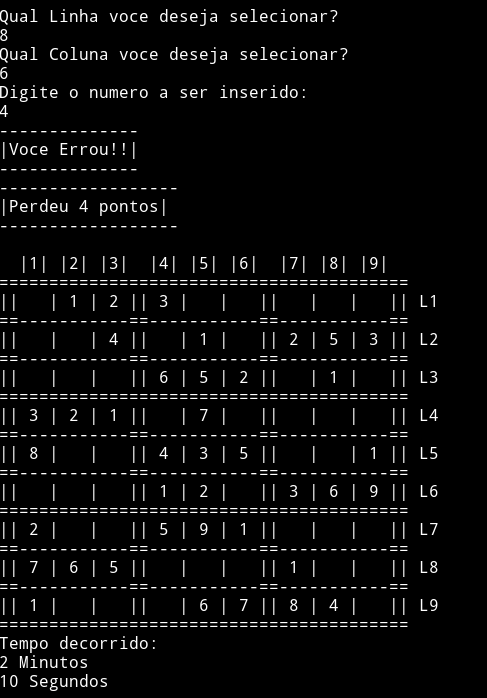 Qual Linha voce deseja selecionar?
8
Qual Coluna voce deseja selecionar?
6
Digite o numero a ser inserido:
4
--------------
|Voce Errou!!|
--------------
------------------
|Perdeu 4 pontos|
------------------
  |1| |2| |3|  |4| |5| |6|  |7| |8| |9|
=========================================
||   | 1 | 2 || 3 |   |   ||   |   |   || L1
==-----------==-----------==-----------==
||   |   | 4 ||   | 1 |   || 2 | 5 | 3 || L2
==-----------==-----------==-----------==
||   |   |   || 6 | 5 | 2 ||   | 1 |   || L3
=========================================
|| 3 | 2 | 1 ||   | 7 |   ||   |   |   || L4
==-----------==-----------==-----------==
|| 8 |   |   || 4 | 3 | 5 ||   |   | 1 || L5
==-----------==-----------==-----------==
||   |   |   || 1 | 2 |   || 3 | 6 | 9 || L6
=========================================
|| 2 |   |   || 5 | 9 | 1 ||   |   |   || L7
==-----------==-----------==-----------==
|| 7 | 6 | 5 ||   |   |   || 1 |   |   || L8
==-----------==-----------==-----------==
|| 1 |   |   ||   | 6 | 7 || 8 | 4 |   || L9
=========================================
Tempo decorrido:
2 Minutos
10 Segundos